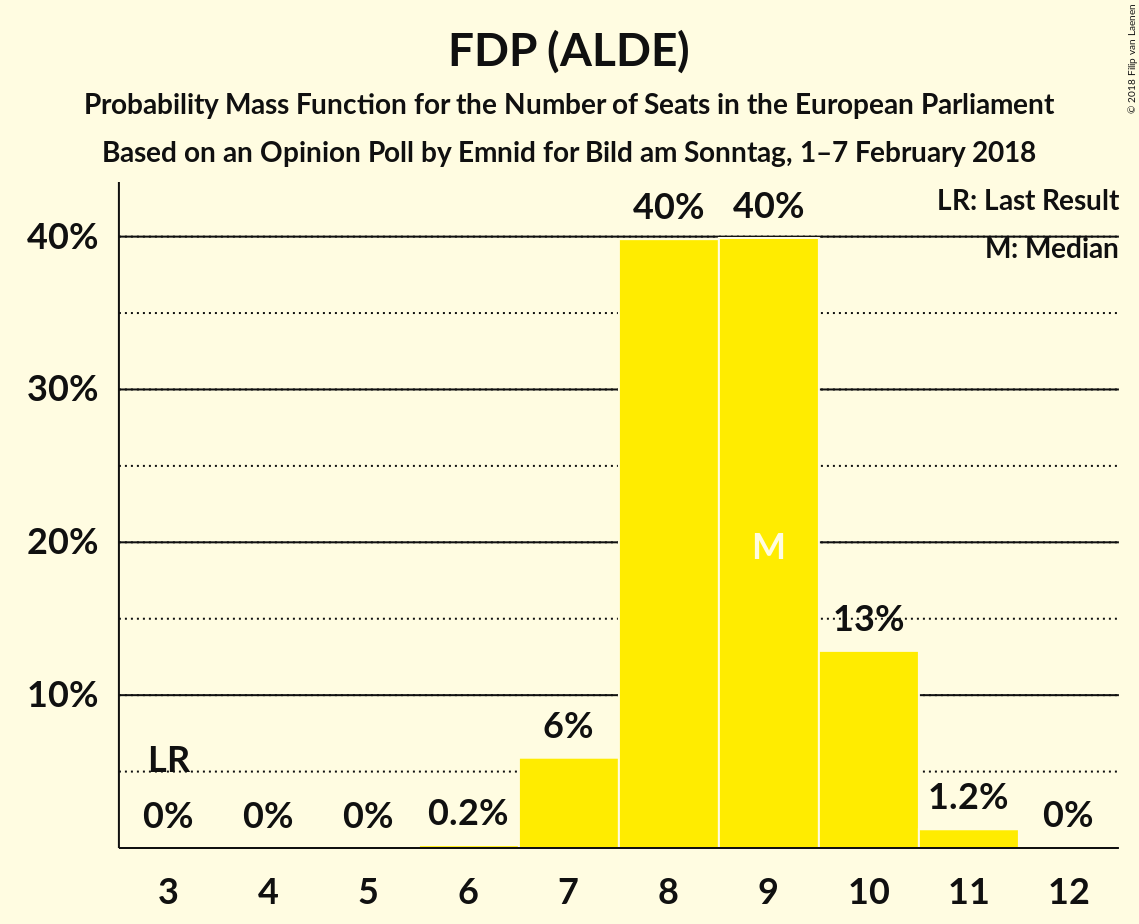 FDP (ALDE)
Probability Mass Function for the Number of Seats in the European Parliament
Based on an Opinion Poll by Emnid for Bild am Sonntag, 1–7 February 2018
© 2018 Filip van Laenen
LR: Last Result
M: Median
40%
30%
20%
10%
LR
0%
0%
0%
0.2%
6%
40%
40%
M
13%
1.2%
0%
3 4 5 6 7 8 9 10 11 12